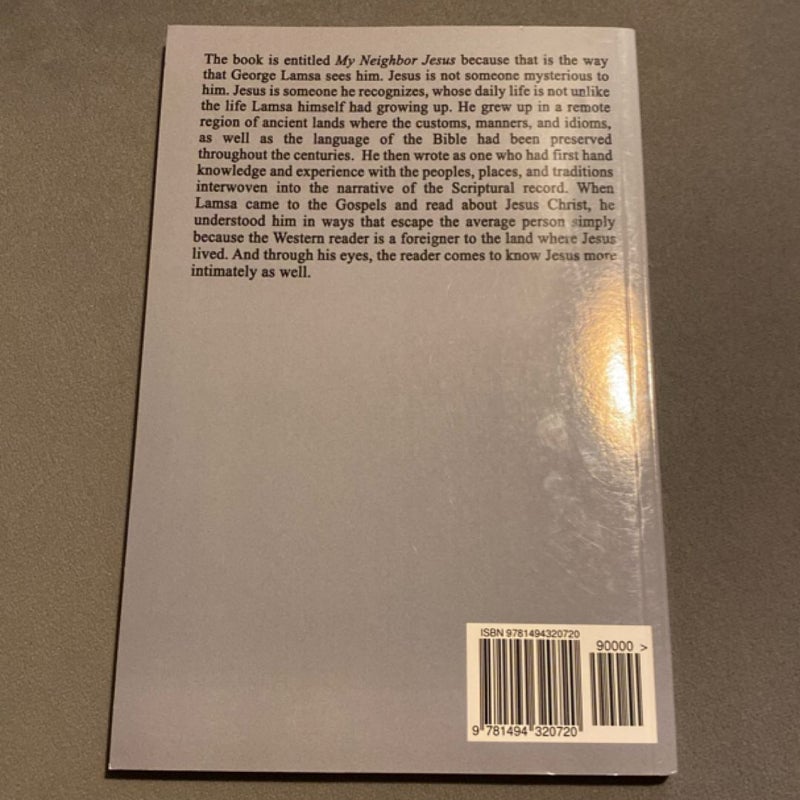 The book is entitled My Neighbor Jesus because that is the way
that George Lamsa sees him. Jesus is not someone mysterious to
him. Jesus is someone he recognizes, whose daily life is not unlike
the life Lamsa himself had growing up. He grew up in a remote
region of ancient lands where the customs, manners, and idioms,
as well as the language of the Bible had been preserved
throughout the centuries. He then wrote as one who had first hand
knowledge and experience with the peoples, places, and traditions
interwoven into the narrative of the Scriptural record. When
Lamsa came to the Gospels and read about Jesus Christ, he
understood him in ways that escape the average person simply
because the Western reader is a foreigner to the land where Jesus
lived. And through his eyes, the reader comes to know Jesus more
intimately as well.
ISBN 9781494320720
90000 >
9 781494 320720